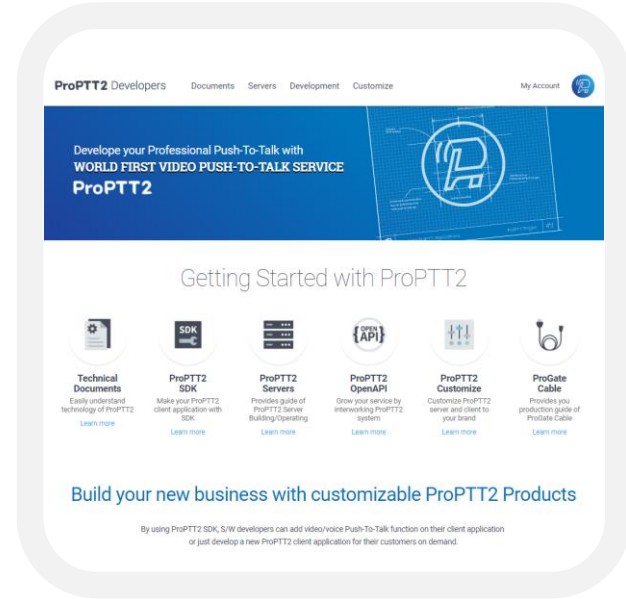 ProPTT2 Developers Documents Servers Development Customize My Account
Develope your Professional Push-To-Talk with
WORLD FIRST VIDEO PUSH-TO-TALK SERVICE
ProPTT2
#1
Getting Started with ProPTT2
SDK
{OPEN API}
Technical
Documents
Easily understand
technology of ProPTT2
Learn more
ProPTT2
SDK
Make your ProPTT2
client application with
SDK
Learn more
ProPTT2
Servers
Provides guide of
ProPTT2 Server
Building/Operating
Learn more
ProPTT2
OpenAPI
Grow your service by
interworking ProPTT2
system
Learn more
ProPTT2
Customize
Customize ProPTT2
server and client to
your brand
Learn more
ProGate
Cable
Provides you
production guide of
ProGate Cable
Learn more
Build your new business with customizable ProPTT2 Products
By using ProPTT2 SDK, S/W developers can add video/voice Push-To-Talk function on their client application
or just develop a new ProPTT2 client application for their customers on demand.